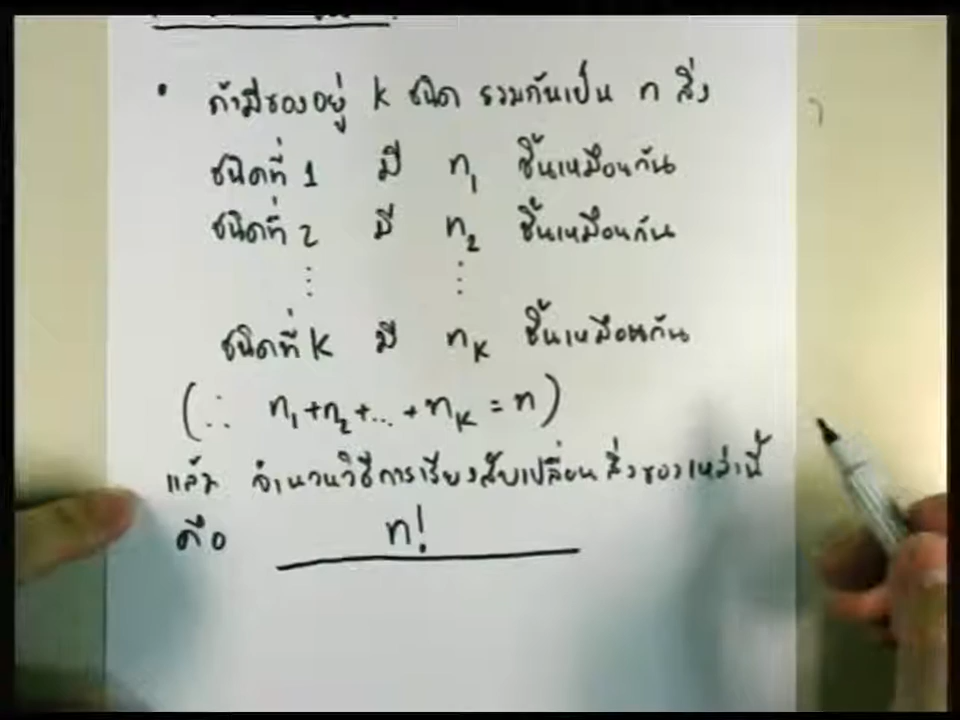 • ถ้ามีของอยู่ k ชนิด รวมกันเป็น n สิ่ง
ชนิดที่ 1 มี n₁ ชิ้นเหมือนกัน
ชนิดที่ 2 มี n₂ ชิ้นเหมือนกัน
⋮ ⋮
ชนิดที่ k มี nₖ ชิ้นเหมือนกัน
(∴ n₁+n₂+...+nₖ = n)
แล้ว จำนวนวิธีการเรียงสับเปลี่ยนสิ่งของเหล่านี้
คือ n!